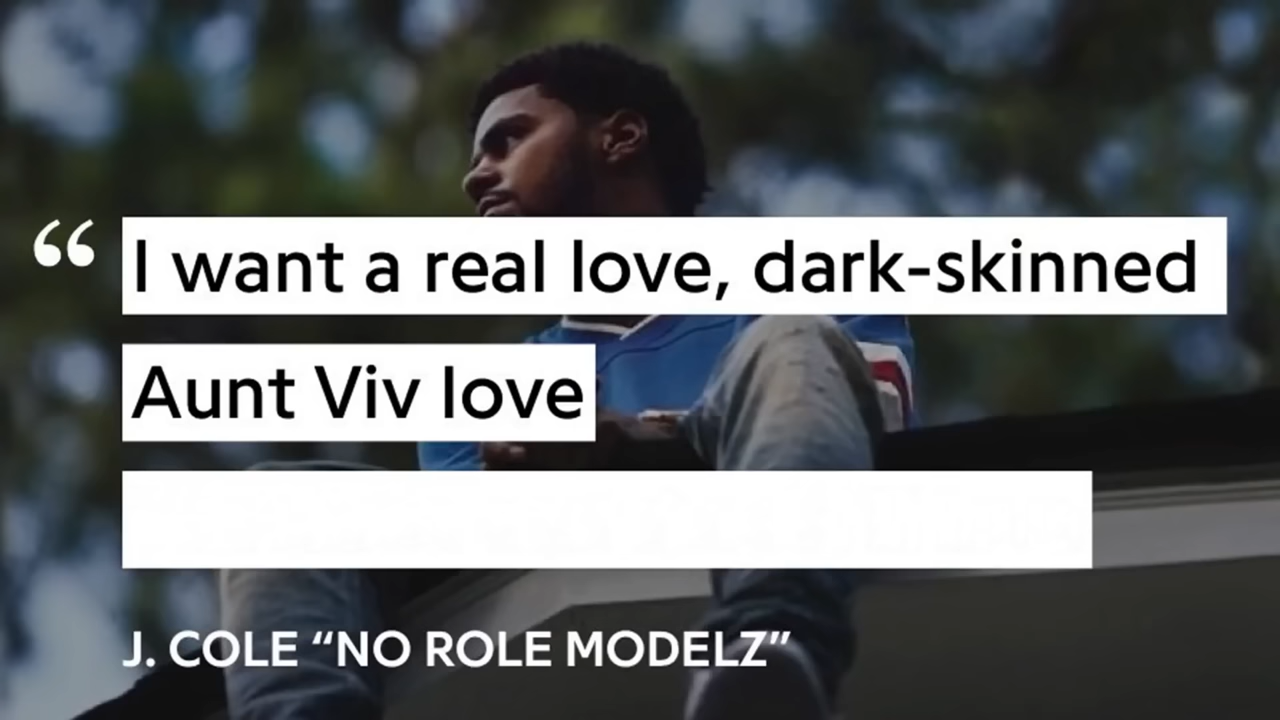 “I want a real love, dark-skinned
Aunt Viv love
J. COLE “NO ROLE MODELZ”